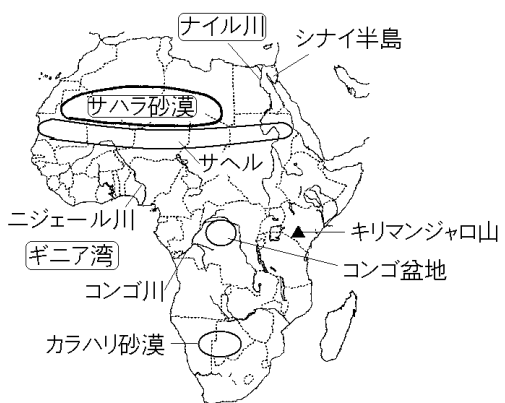 ナイル川
シナイ半島
サハラ砂漠
サヘル
ニジェール川
キリマンジャロ山
ギニア湾
コンゴ盆地
コンゴ川
カラハリ砂漠